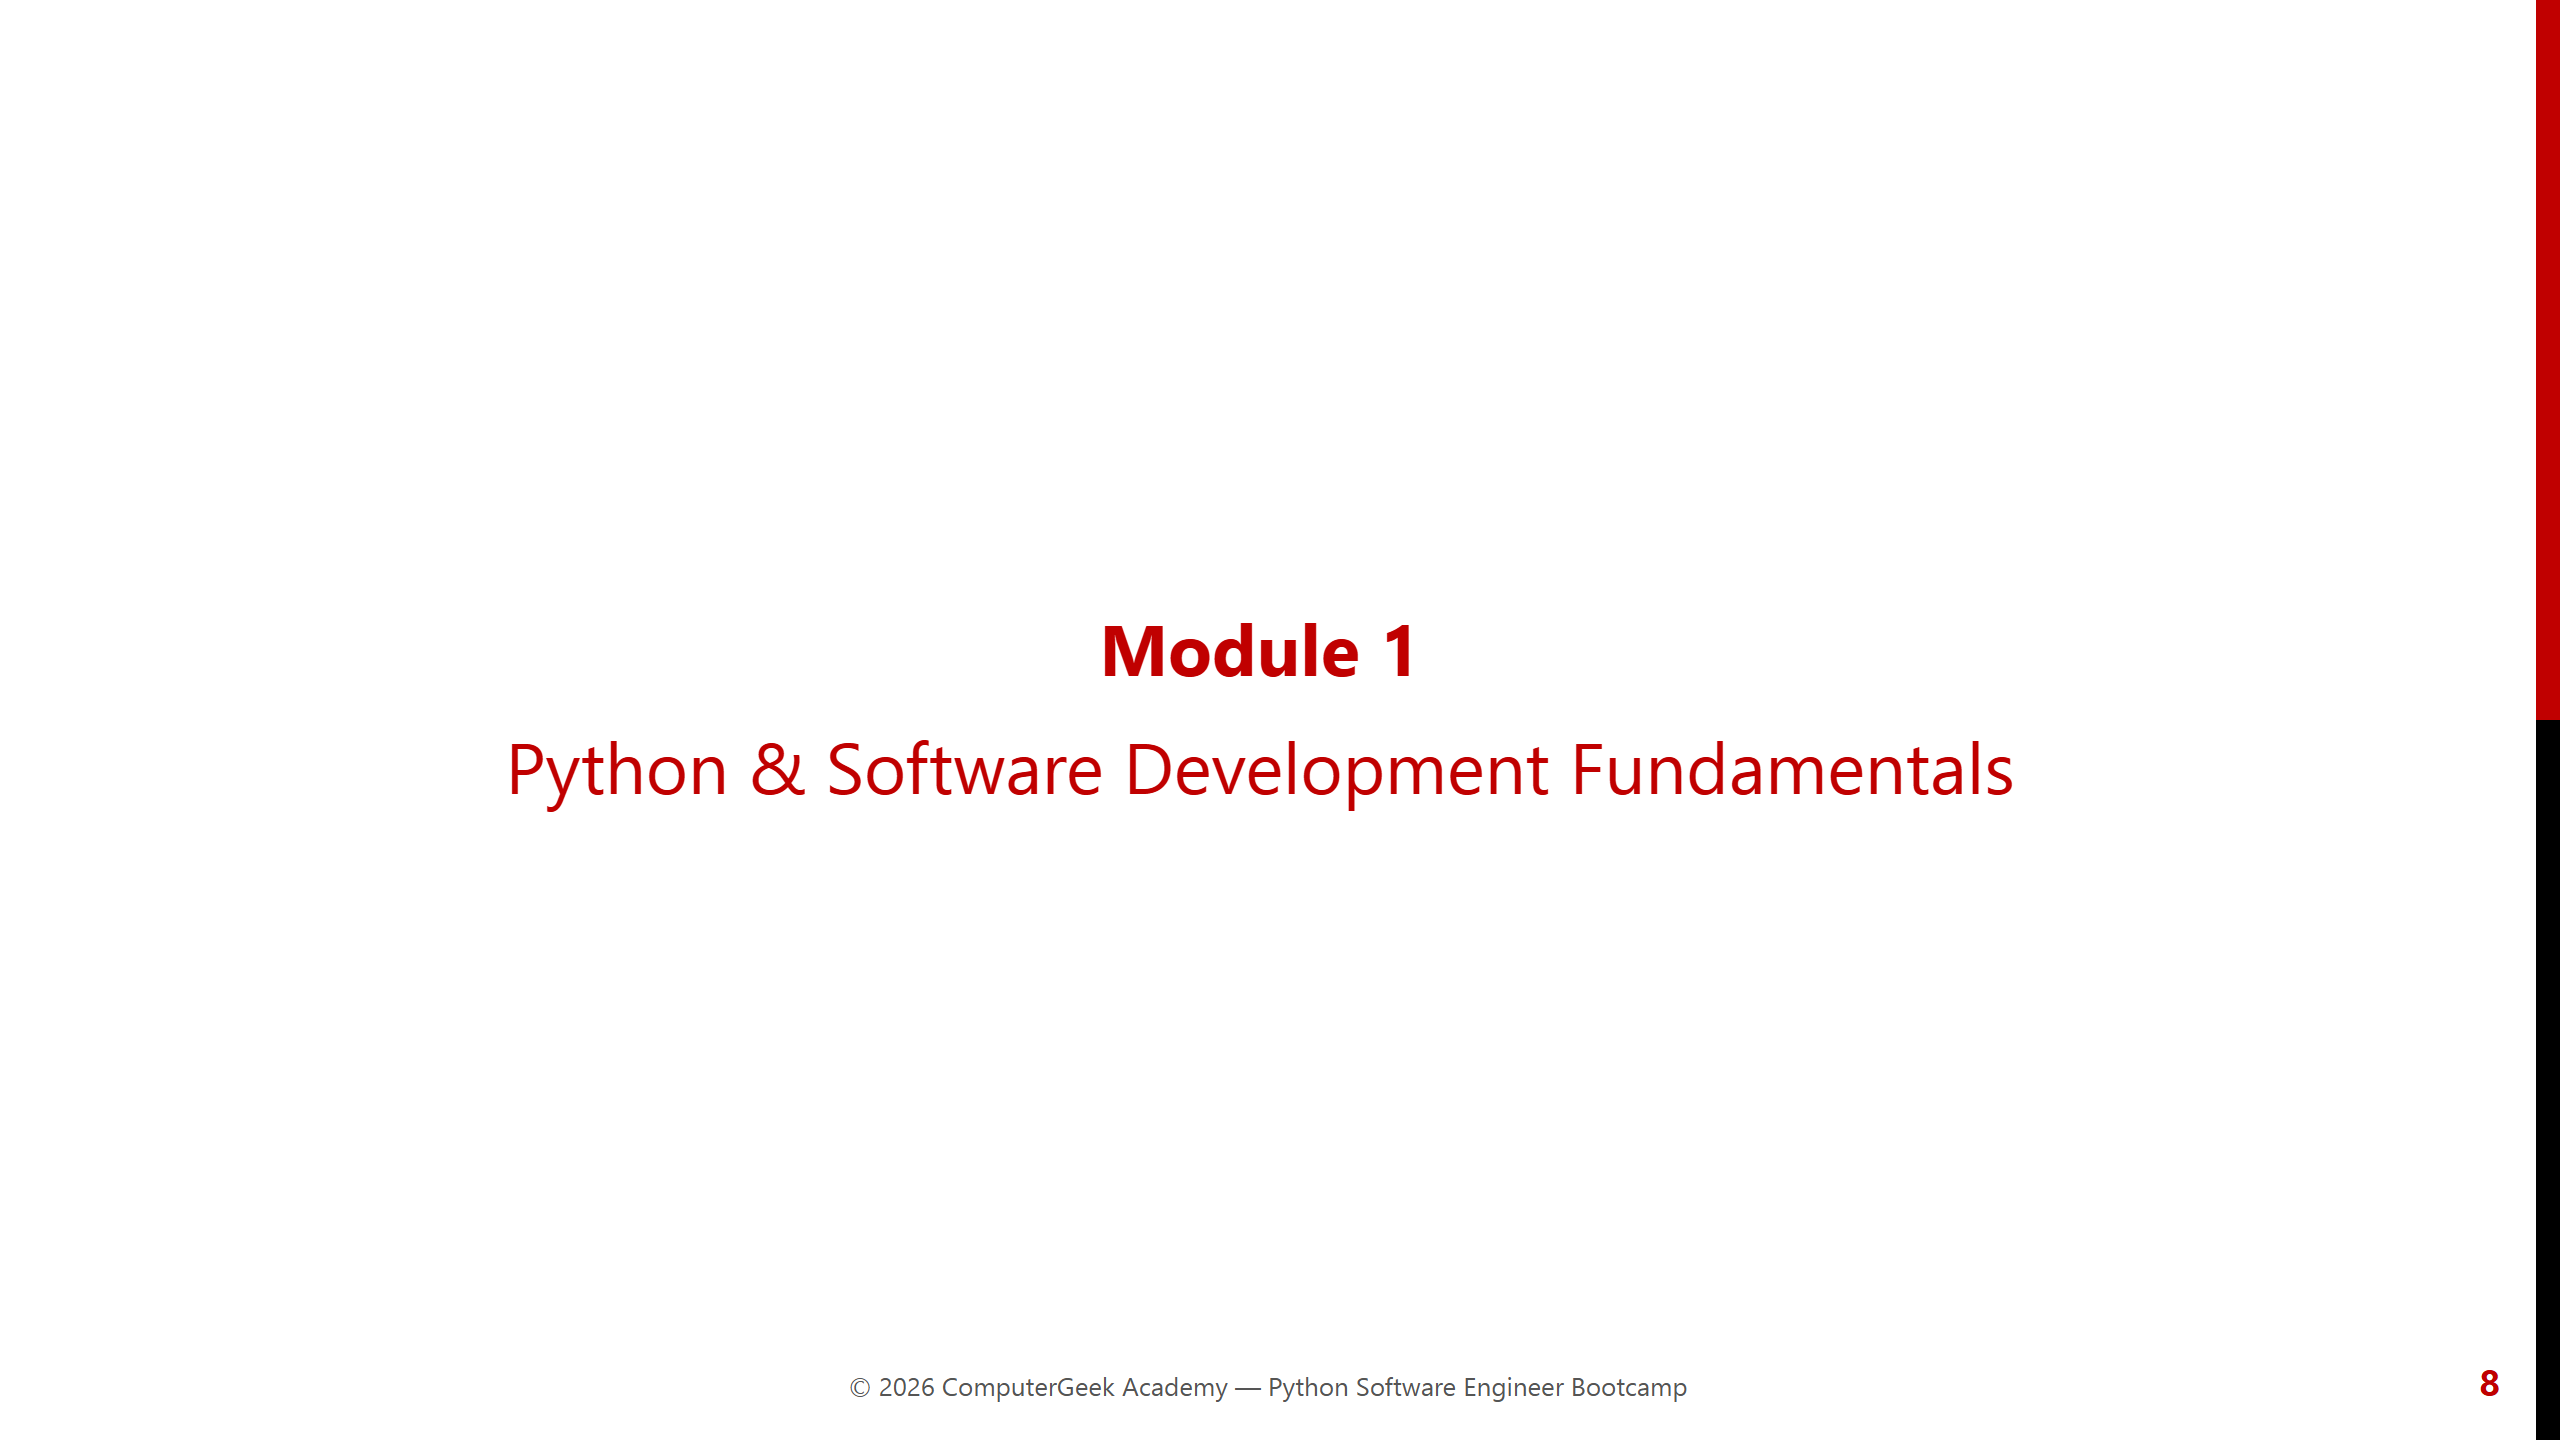 Module 1
Python & Software Development Fundamentals
© 2026 ComputerGeek Academy — Python Software Engineer Bootcamp
8